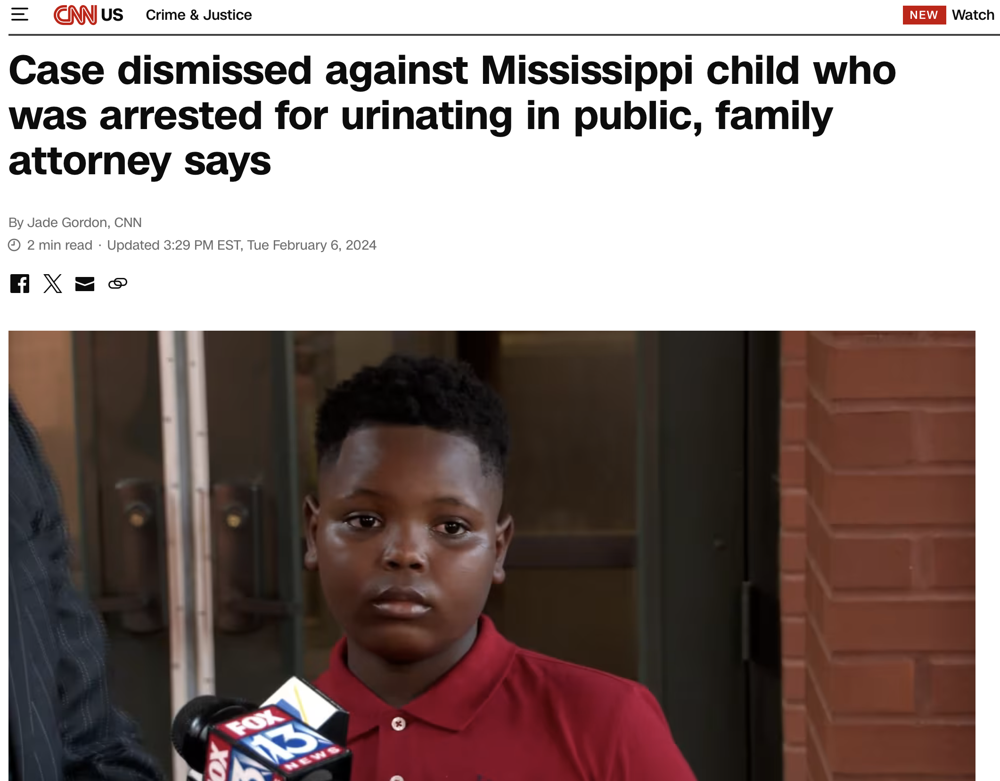 CNN US Crime & Justice NEW Watch
Case dismissed against Mississippi child who
was arrested for urinating in public, family
attorney says
By Jade Gordon, CNN
2 min read · Updated 3:29 PM EST, Tue February 6, 2024
FOX
13
NEWS